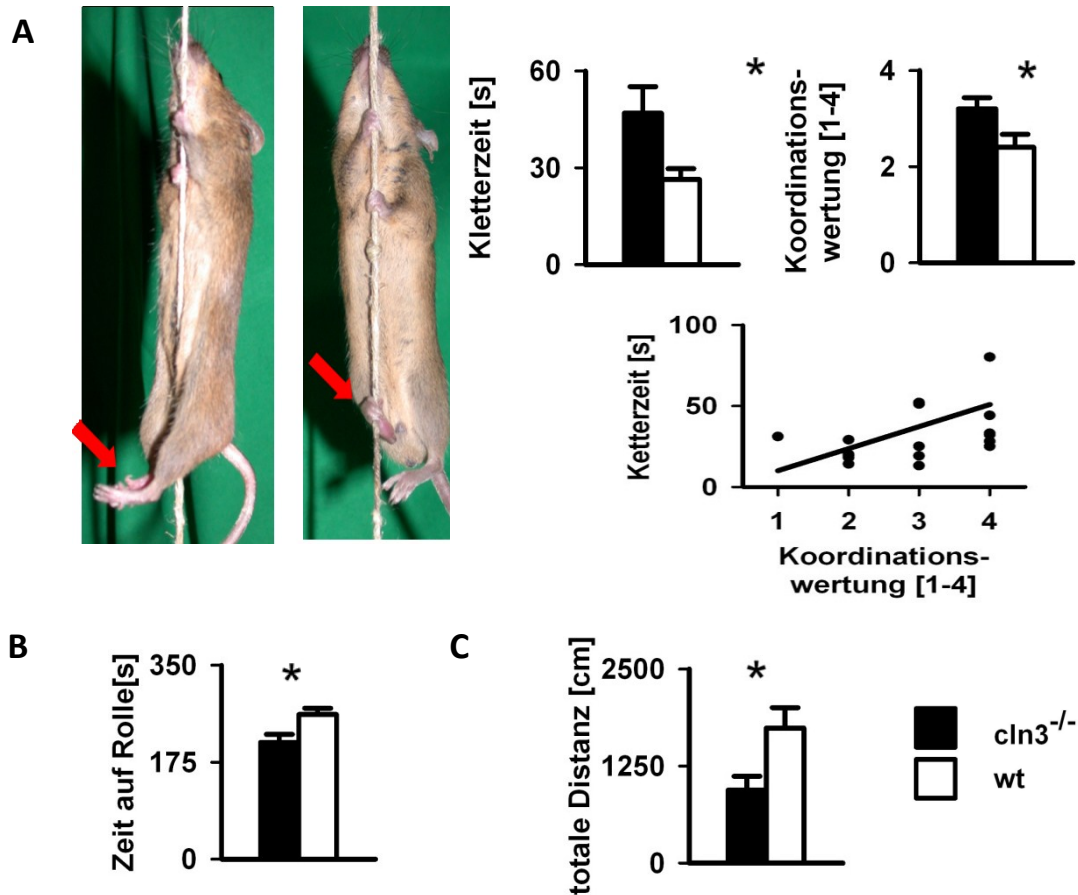 A
Kletterzeit [s]
60
30
0
*
Koordinations-
wertung [1-4]
4
2
0
*
Ketterzeit [s]
100
50
0
1 2 3 4
Koordinations-
wertung [1-4]
B
Zeit auf Rolle[s]
350
175
0
*
C
totale Distanz [cm]
2500
1250
0
*
cln3-/-
wt